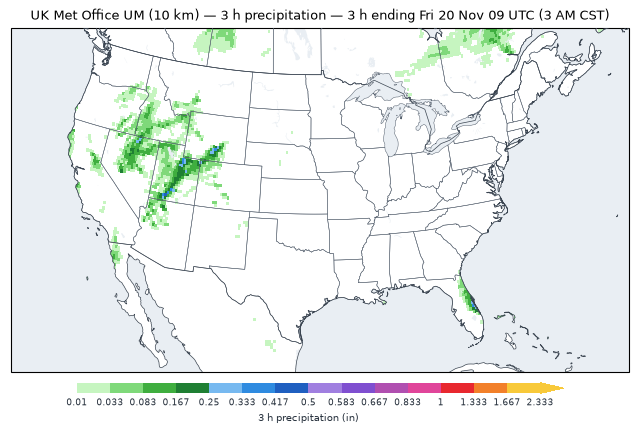 UK Met Office UM (10 km) — 3 h precipitation — 3 h ending Fri 20 Nov 09 UTC (3 AM CST)
0.01 0.033 0.083 0.167 0.25 0.333 0.417 0.5 0.583 0.667 0.833 1 1.333 1.667 2.333
3 h precipitation (in)